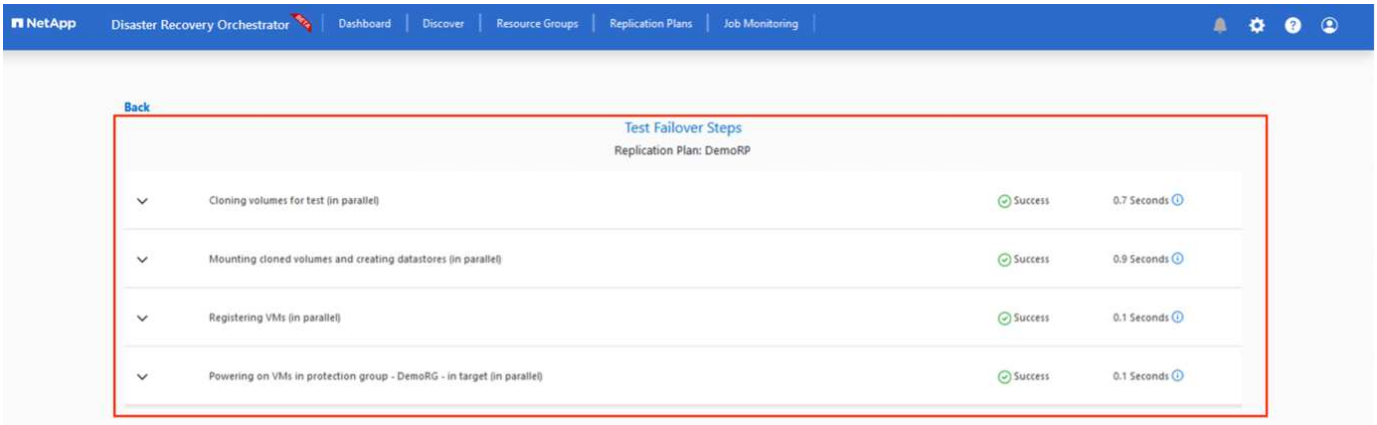 NetApp Disaster Recovery Orchestrator BETA Dashboard Discover Resource Groups Replication Plans Job Monitoring
Back
Test Failover Steps
Replication Plan: DemoRP
Cloning volumes for test (in parallel) Success 0.7 Seconds
Mounting cloned volumes and creating datastores (in parallel) Success 0.9 Seconds
Registering VMs (in parallel) Success 0.1 Seconds
Powering on VMs in protection group - DemoRG - in target (in parallel) Success 0.1 Seconds